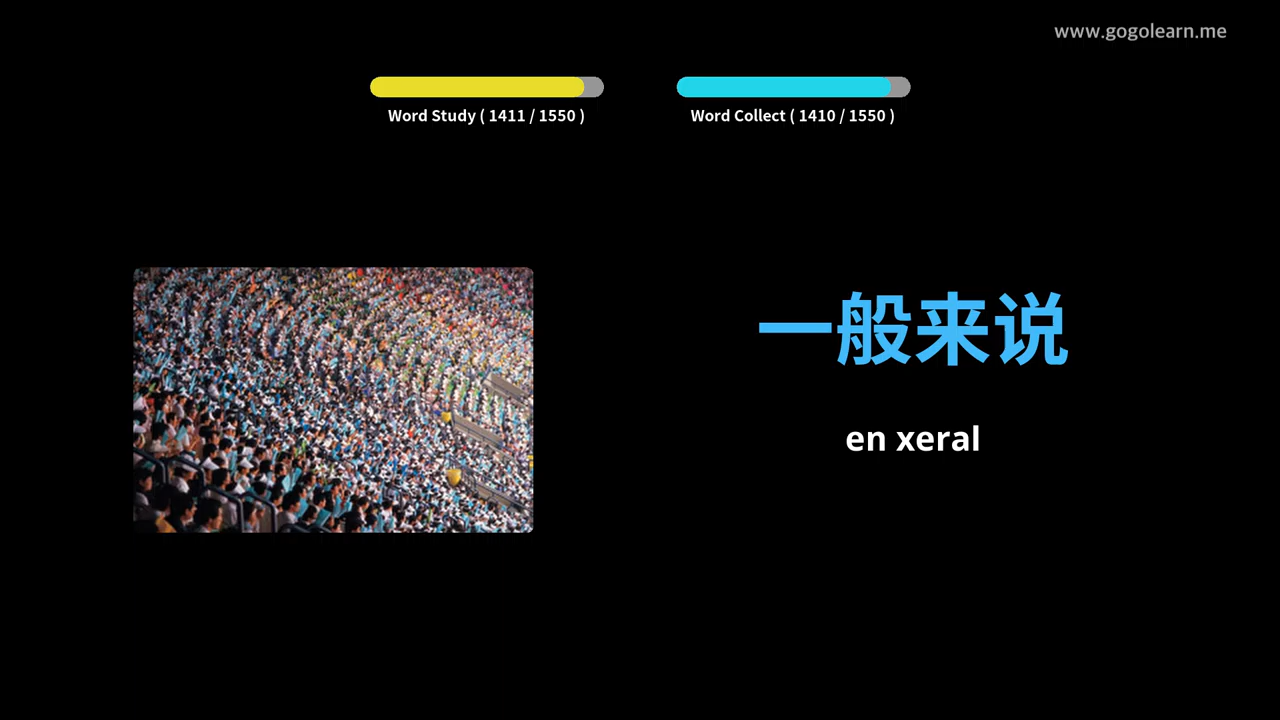 www.gogolearn.me
Word Study ( 1411 / 1550 )
Word Collect ( 1410 / 1550 )
一般来说
en xeral